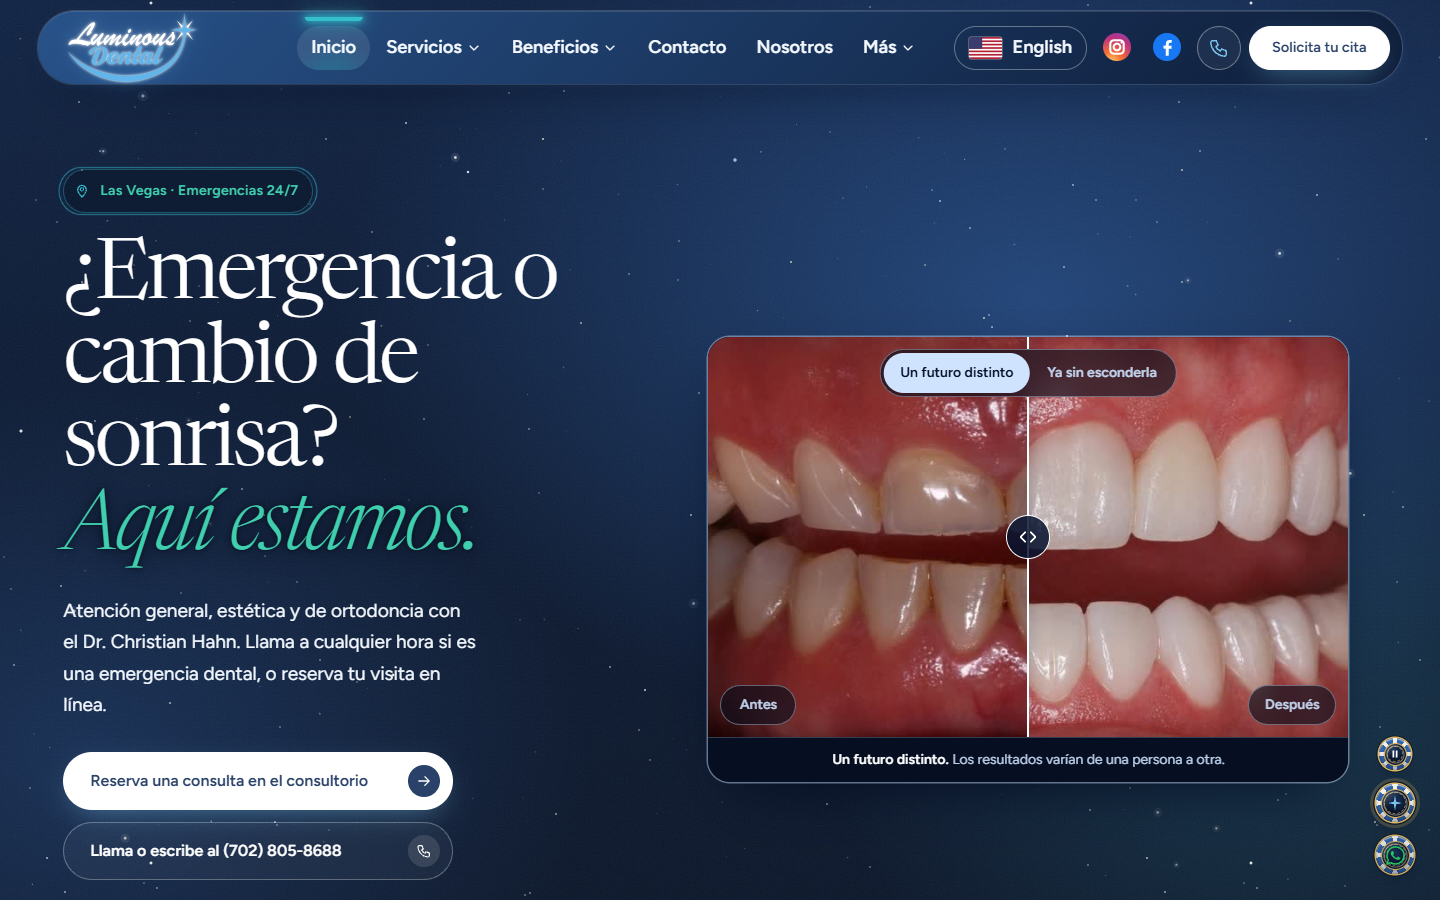 Luminous
Dental
Inicio
Servicios
Beneficios
Contacto
Nosotros
Más
English
Solicita tu cita
Las Vegas · Emergencias 24/7
¿Emergencia o
cambio de
sonrisa?
Aquí estamos.
Atención general, estética y de ortodoncia con
el Dr. Christian Hahn. Llama a cualquier hora si es
una emergencia dental, o reserva tu visita en
línea.
Reserva una consulta en el consultorio
Llama o escribe al (702) 805-8688
Un futuro distinto
Ya sin esconderla
Antes
Después
Un futuro distinto. Los resultados varían de una persona a otra.